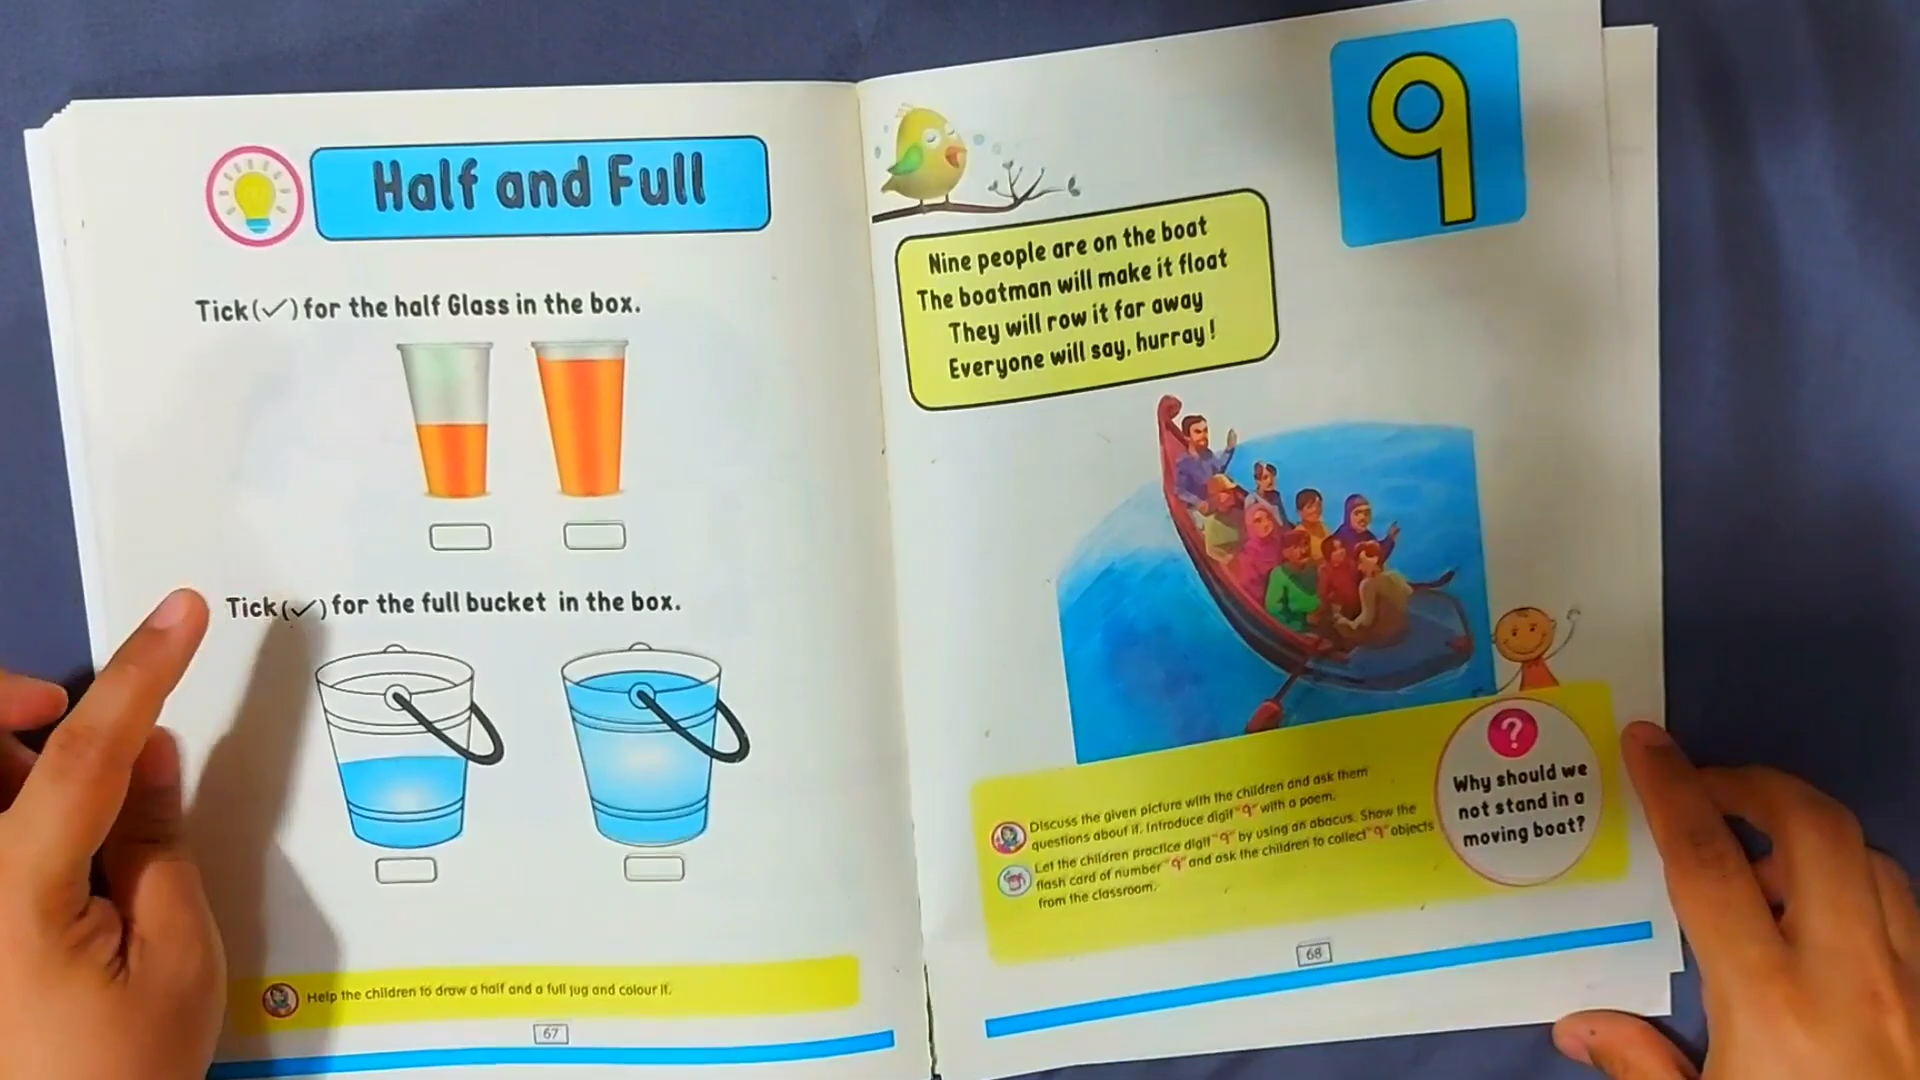 Half and Full
Tick(✓) for the half Glass in the box.
Tick(✓) for the full bucket in the box.
Help the children to draw a half and a full jug and colour it.
67
9
Nine people are on the boat
The boatman will make it float
They will row it far away
Everyone will say, hurray!
Discuss the given picture with the children and ask them
questions about it. Introduce digit "9" with a poem.
Let the children practice digit "9" by using an abacus. Show the
flash card of number "9" and ask the children to collect "9" objects
from the classroom.
?
Why should we
not stand in a
moving boat?
68